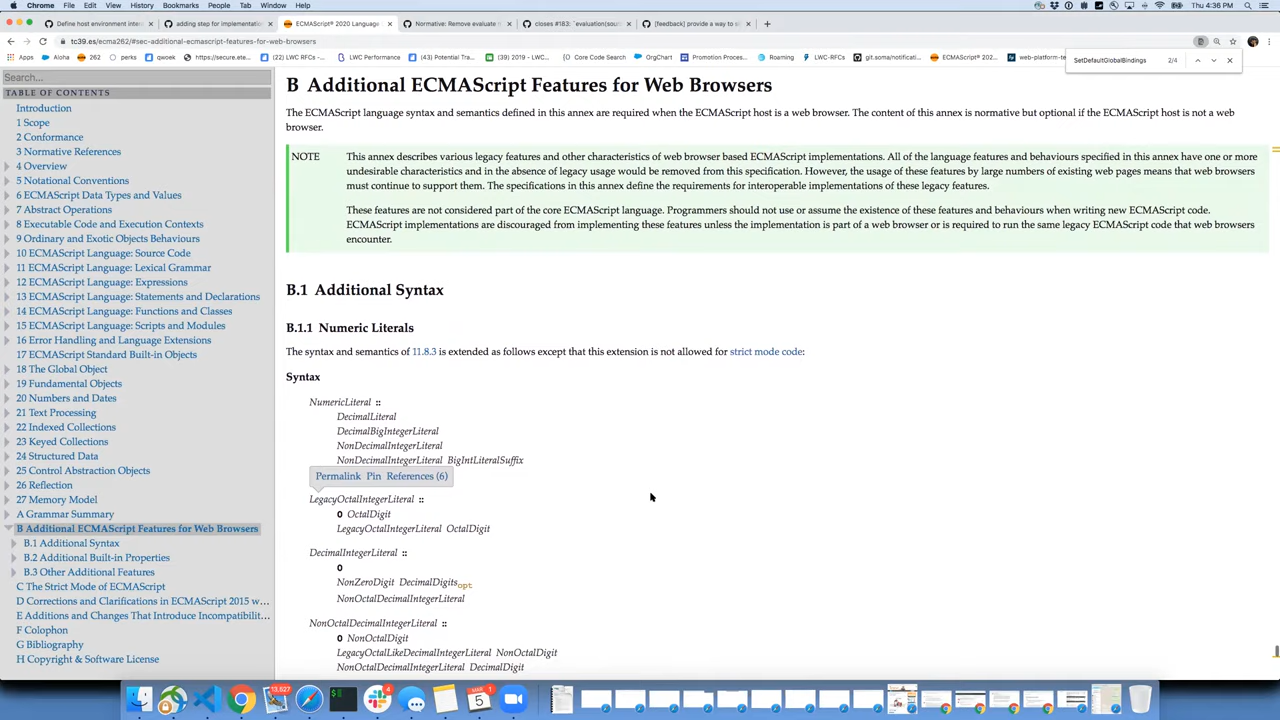 Chrome File Edit View History Bookmarks People Tab Window Help
Thu 4:36 PM
Define host environment inter
adding step for implementation
ECMAScript® 2020 Language
Normative: Remove evaluate
closes #183: `evaluation(sour
[feedback] provide a way to s
tc39.es/ecma262/#sec-additional-ecmascript-features-for-web-browsers
Apps Aloha 262 perks qwoek https://secure.ete... (22) LWC RFCs -... LWC Performance (43) Potential Tra... (39) 2019 - LWC... Core Code Search OrgChart Promotion Process... Roaming LWC-RFCs git.soma/notificati... ECMAScript® 202... web-platform-te
SetDefaultGlobalBindings 2/4
Search...
TABLE OF CONTENTS
Introduction
1 Scope
2 Conformance
3 Normative References
4 Overview
5 Notational Conventions
6 ECMAScript Data Types and Values
7 Abstract Operations
8 Executable Code and Execution Contexts
9 Ordinary and Exotic Objects Behaviours
10 ECMAScript Language: Source Code
11 ECMAScript Language: Lexical Grammar
12 ECMAScript Language: Expressions
13 ECMAScript Language: Statements and Declarations
14 ECMAScript Language: Functions and Classes
15 ECMAScript Language: Scripts and Modules
16 Error Handling and Language Extensions
17 ECMAScript Standard Built-in Objects
18 The Global Object
19 Fundamental Objects
20 Numbers and Dates
21 Text Processing
22 Indexed Collections
23 Keyed Collections
24 Structured Data
25 Control Abstraction Objects
26 Reflection
27 Memory Model
A Grammar Summary
B Additional ECMAScript Features for Web Browsers
B.1 Additional Syntax
B.2 Additional Built-in Properties
B.3 Other Additional Features
C The Strict Mode of ECMAScript
D Corrections and Clarifications in ECMAScript 2015 w...
E Additions and Changes That Introduce Incompatibilit...
F Colophon
G Bibliography
H Copyright & Software License
B Additional ECMAScript Features for Web Browsers
The ECMAScript language syntax and semantics defined in this annex are required when the ECMAScript host is a web browser. The content of this annex is normative but optional if the ECMAScript host is not a web
browser.
NOTE This annex describes various legacy features and other characteristics of web browser based ECMAScript implementations. All of the language features and behaviours specified in this annex have one or more
undesirable characteristics and in the absence of legacy usage would be removed from this specification. However, the usage of these features by large numbers of existing web pages means that web browsers
must continue to support them. The specifications in this annex define the requirements for interoperable implementations of these legacy features.
These features are not considered part of the core ECMAScript language. Programmers should not use or assume the existence of these features and behaviours when writing new ECMAScript code.
ECMAScript implementations are discouraged from implementing these features unless the implementation is part of a web browser or is required to run the same legacy ECMAScript code that web browsers
encounter.
B.1 Additional Syntax
B.1.1 Numeric Literals
The syntax and semantics of 11.8.3 is extended as follows except that this extension is not allowed for strict mode code:
Syntax
NumericLiteral ::
DecimalLiteral
DecimalBigIntegerLiteral
NonDecimalIntegerLiteral
NonDecimalIntegerLiteral BigIntLiteralSuffix
Permalink Pin References (6)
LegacyOctalIntegerLiteral ::
0 OctalDigit
LegacyOctalIntegerLiteral OctalDigit
DecimalIntegerLiteral ::
0
NonZeroDigit DecimalDigitsopt
NonOctalDecimalIntegerLiteral
NonOctalDecimalIntegerLiteral ::
0 NonOctalDigit
LegacyOctalLikeDecimalIntegerLiteral NonOctalDigit
NonOctalDecimalIntegerLiteral DecimalDigit
13,627
4
1
MAR
5